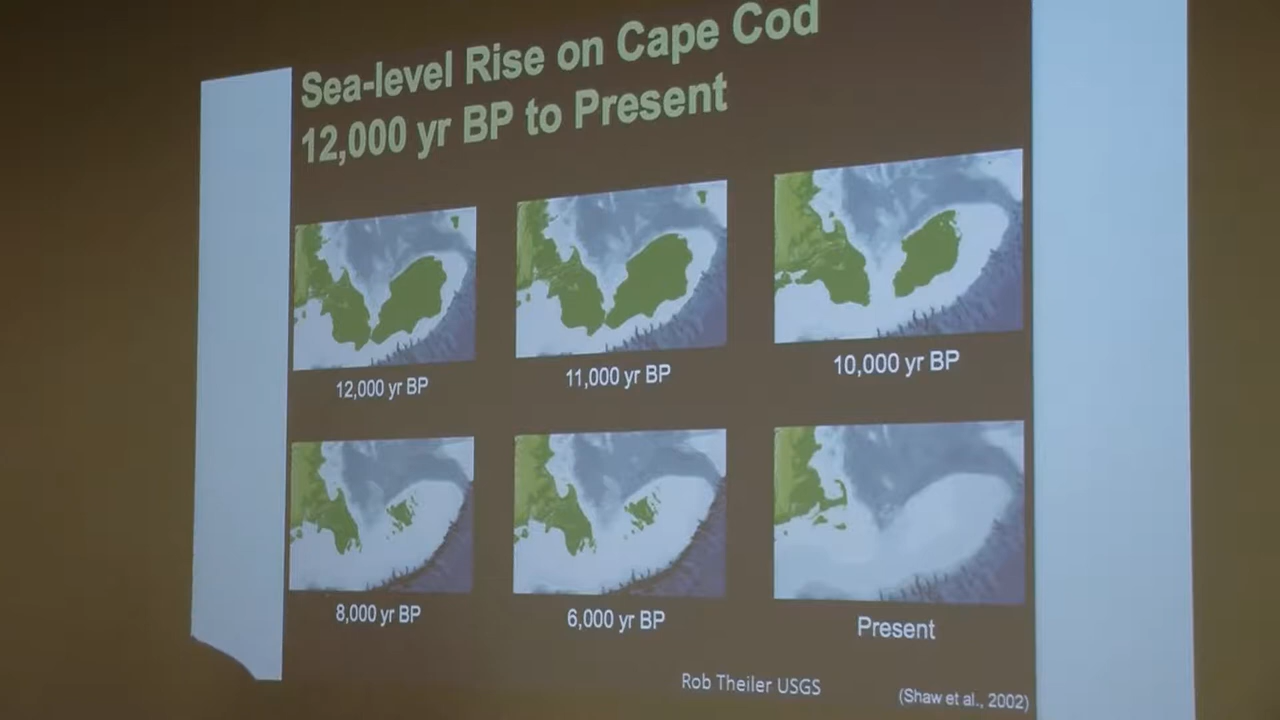 Sea-level Rise on Cape Cod
12,000 yr BP to Present
12,000 yr BP
11,000 yr BP
10,000 yr BP
8,000 yr BP
6,000 yr BP
Present
Rob Theiler USGS
(Shaw et al., 2002)